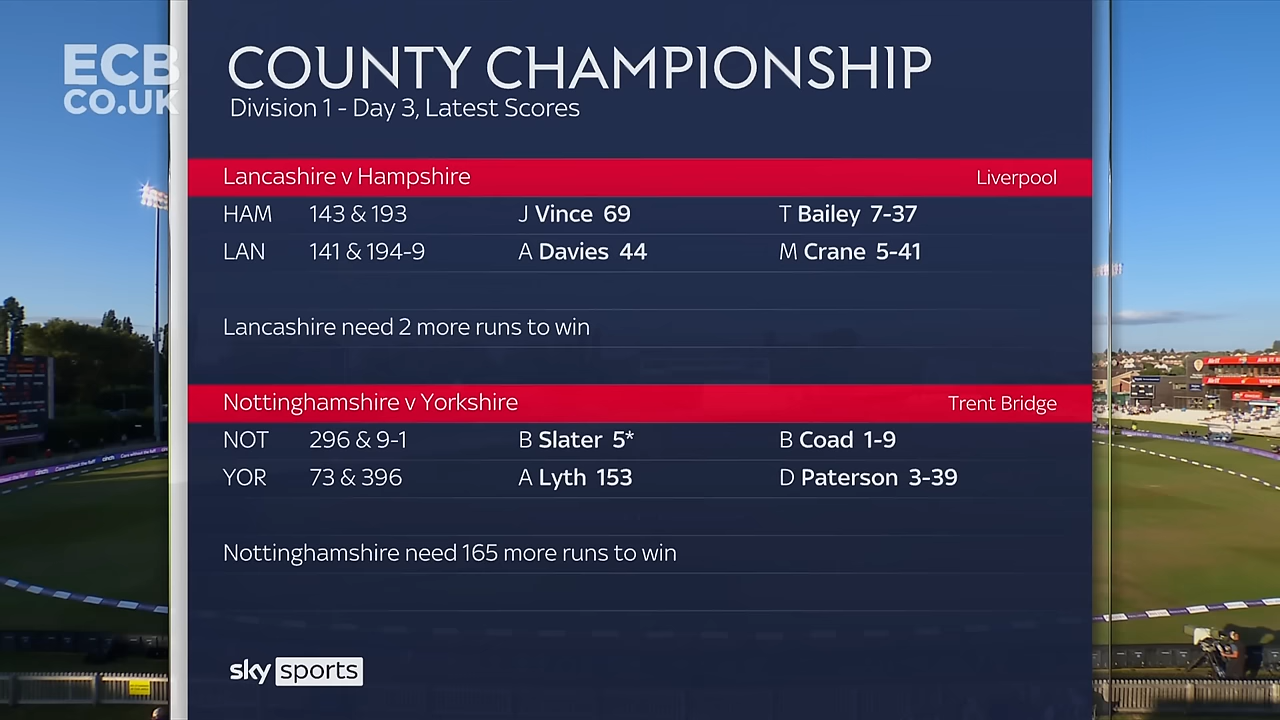 ECB
CO.UK
COUNTY CHAMPIONSHIP
Division 1 - Day 3, Latest Scores
Lancashire v Hampshire Liverpool
HAM 143 & 193 J Vince 69 T Bailey 7-37
LAN 141 & 194-9 A Davies 44 M Crane 5-41
Lancashire need 2 more runs to win
Nottinghamshire v Yorkshire Trent Bridge
NOT 296 & 9-1 B Slater 5* B Coad 1-9
YOR 73 & 396 A Lyth 153 D Paterson 3-39
Nottinghamshire need 165 more runs to win
sky sports